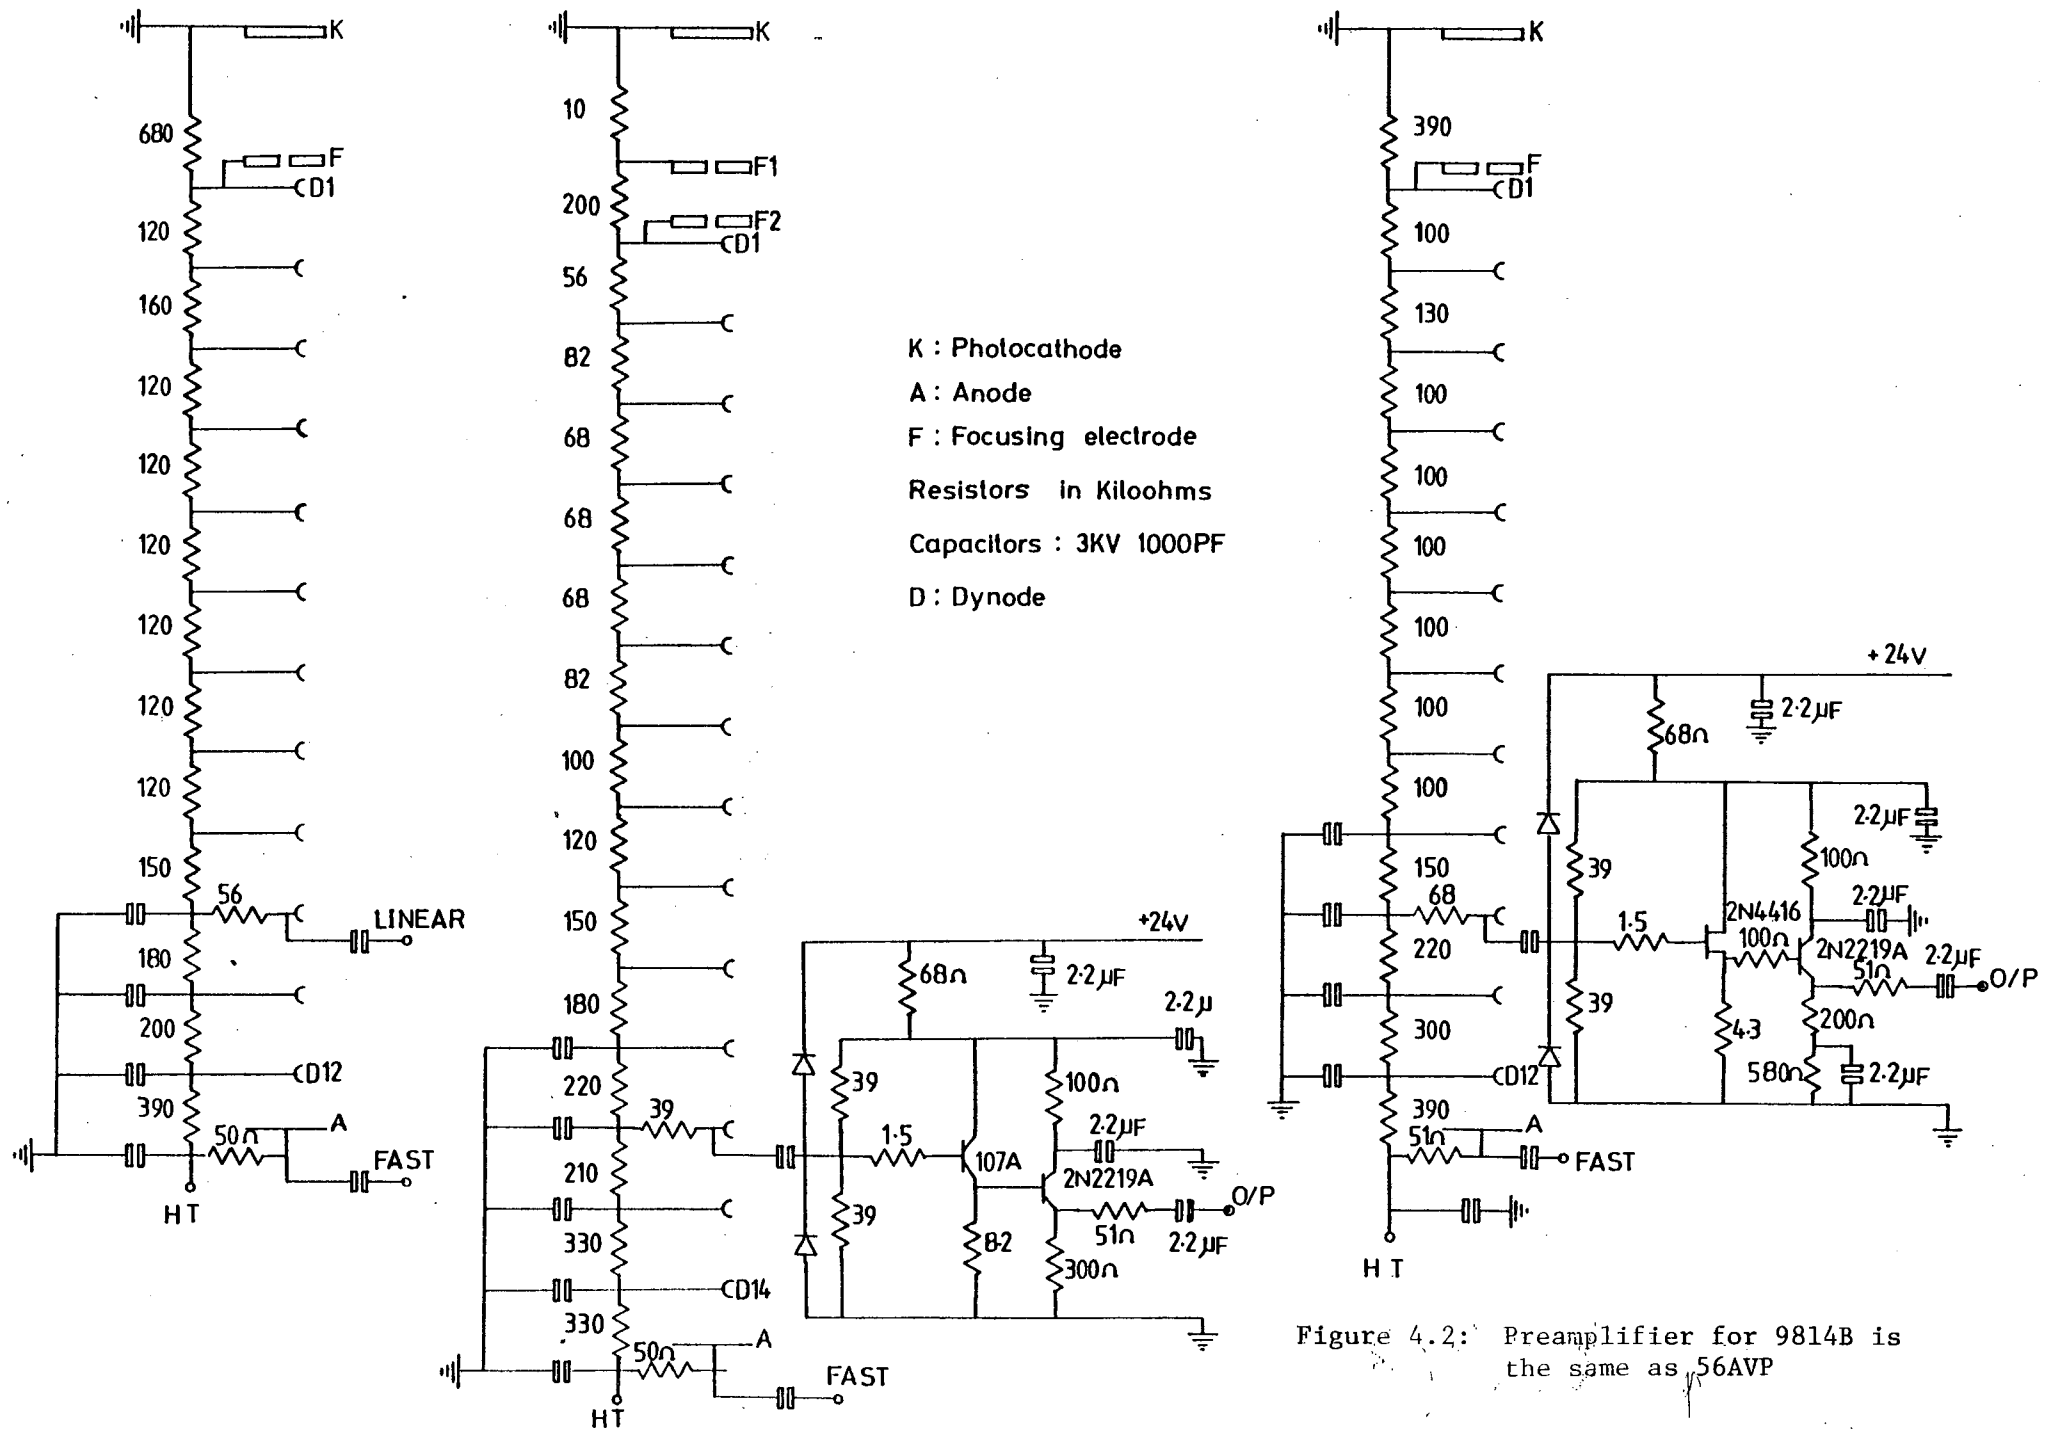 K
680
F
D1
120
160
120
120
120
120
120
120
150
56
LINEAR
180
200
D12
390
50Ω
A
FAST
HT
K
10
F1
200
F2
D1
56
82
68
68
68
82
100
120
150
180
220
39
210
330
D14
330
50Ω
A
FAST
HT
+24V
68Ω
2.2μF
2.2μ
39
100Ω
2.2μF
1.5
107A
2N2219A
O/P
39
8.2
51Ω
2.2μF
300Ω
K : Photocathode
A : Anode
F : Focusing electrode
Resistors in Kiloohms
Capacitors : 3KV 1000PF
D : Dynode
K
390
F
D1
100
130
100
100
100
100
100
100
150
68
220
300
D12
390
51Ω
A
FAST
HT
+24V
68Ω
2.2μF
2.2μF
39
100Ω
2.2μF
2N4416
1.5
100Ω
2N2219A
51Ω
2.2μF
O/P
39
4.3
200Ω
580Ω
2.2μF
Figure 4.2: Preamplifier for 9814B is
the same as 56AVP